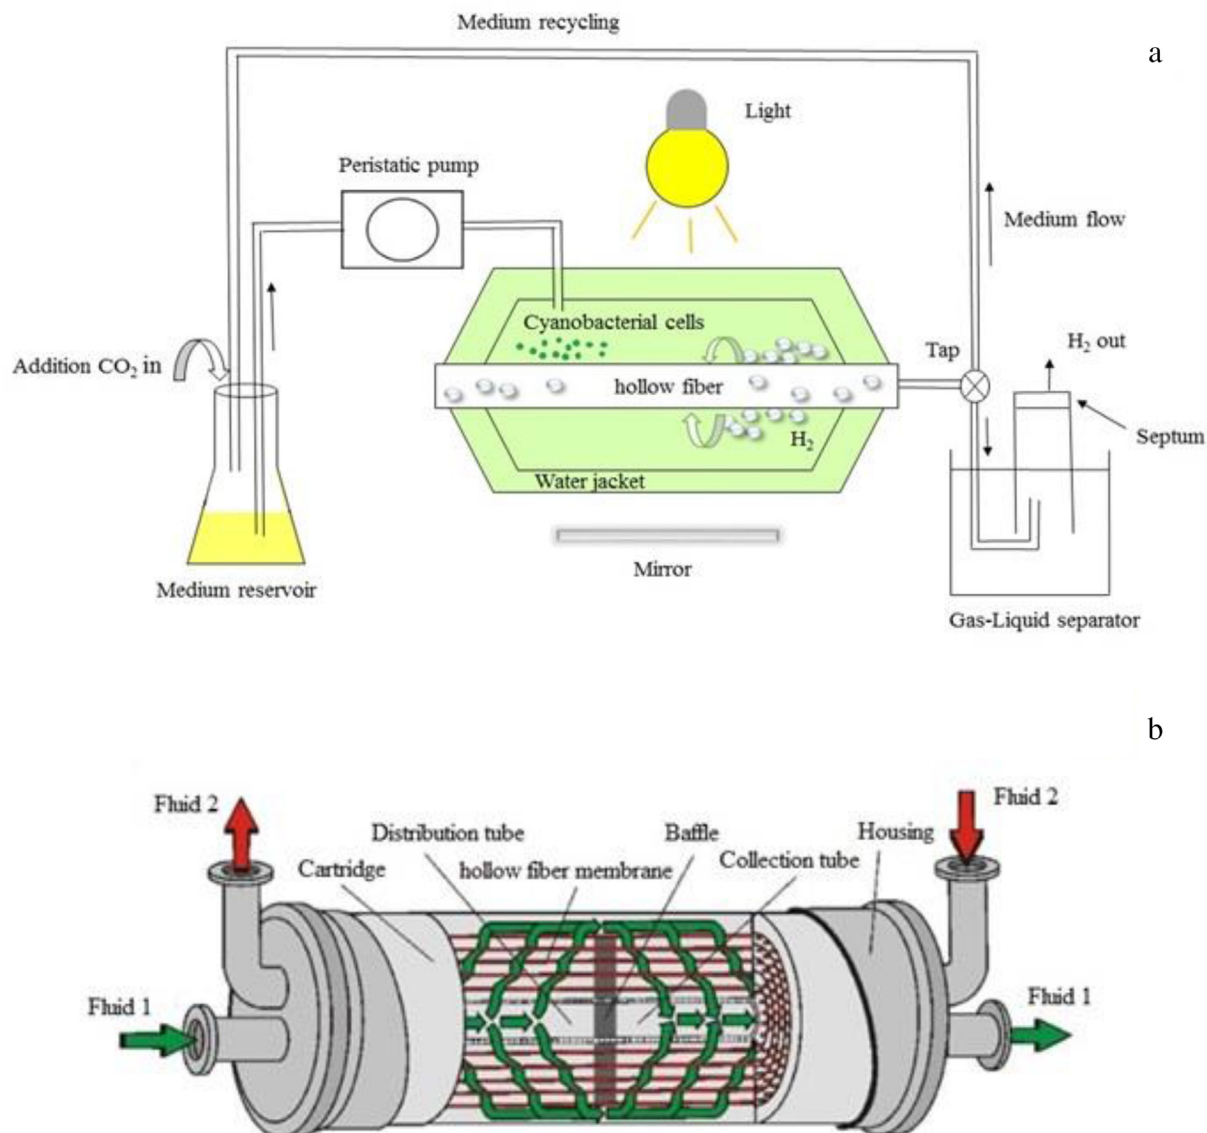 Medium recycling
a
Light
Peristatic pump
Medium flow
Cyanobacterial cells
Addition CO₂ in
Tap
H₂ out
hollow fiber
Septum
H₂
Water jacket
Mirror
Medium reservoir
Gas-Liquid separator
b
Fluid 2
Fluid 2
Distribution tube
Baffle
Housing
Cartridge
hollow fiber membrane
Collection tube
Fluid 1
Fluid 1